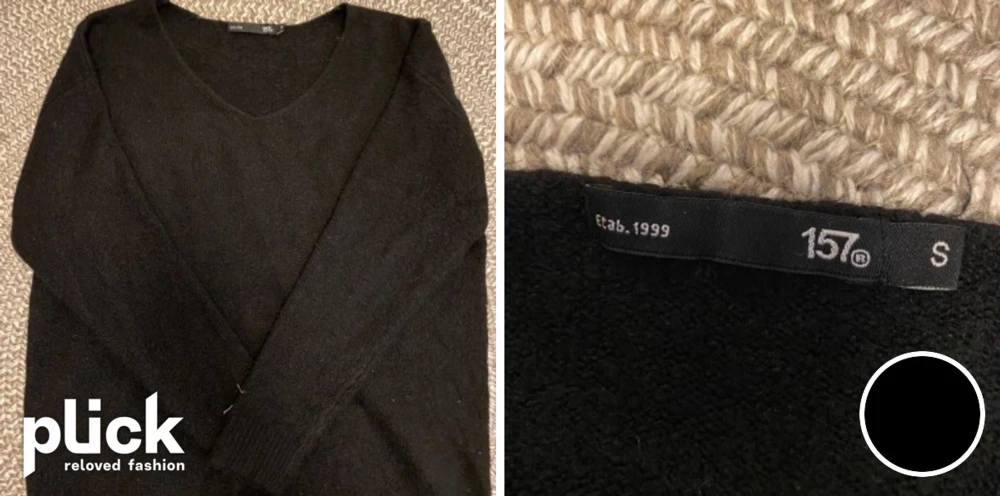 plick
reloved fashion
Etab. 1999
157®
S